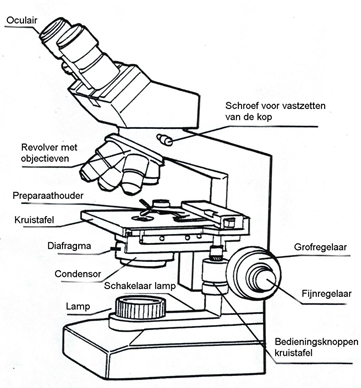 Oculair
Schroef voor vastzetten
van de kop
Revolver met
objectieven
Preparaathouder
Kruistafel
Diafragma
Grofregelaar
Condensor
Schakelaar lamp
Fijnregelaar
Lamp
Bedieningsknoppen
kruistafel